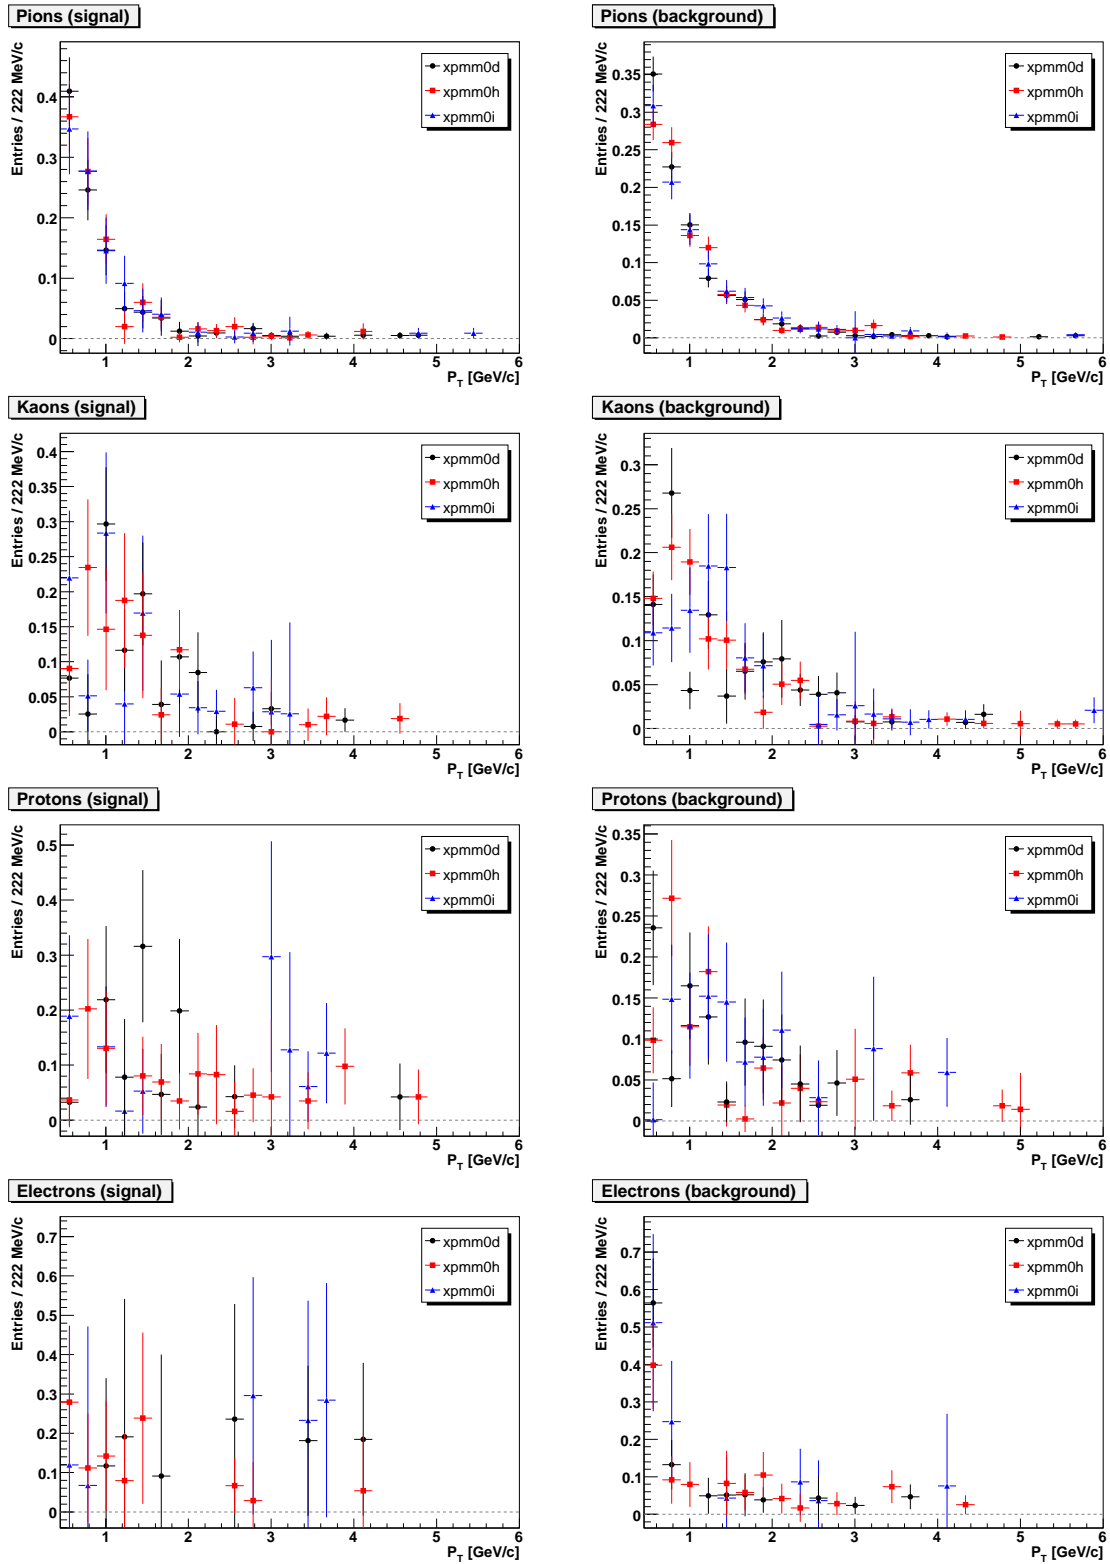 Pions (signal)
Entries / 222 MeV/c
0.4
0.3
0.2
0.1
0
xpmm0d
xpmm0h
xpmm0i
1 2 3 4 5 6
P_T [GeV/c]
Pions (background)
Entries / 222 MeV/c
0.35
0.3
0.25
0.2
0.15
0.1
0.05
0
xpmm0d
xpmm0h
xpmm0i
1 2 3 4 5 6
P_T [GeV/c]
Kaons (signal)
Entries / 222 MeV/c
0.4
0.35
0.3
0.25
0.2
0.15
0.1
0.05
0
xpmm0d
xpmm0h
xpmm0i
1 2 3 4 5 6
P_T [GeV/c]
Kaons (background)
Entries / 222 MeV/c
0.3
0.25
0.2
0.15
0.1
0.05
0
xpmm0d
xpmm0h
xpmm0i
1 2 3 4 5 6
P_T [GeV/c]
Protons (signal)
Entries / 222 MeV/c
0.5
0.4
0.3
0.2
0.1
0
xpmm0d
xpmm0h
xpmm0i
1 2 3 4 5 6
P_T [GeV/c]
Protons (background)
Entries / 222 MeV/c
0.35
0.3
0.25
0.2
0.15
0.1
0.05
0
xpmm0d
xpmm0h
xpmm0i
1 2 3 4 5 6
P_T [GeV/c]
Electrons (signal)
Entries / 222 MeV/c
0.7
0.6
0.5
0.4
0.3
0.2
0.1
0
xpmm0d
xpmm0h
xpmm0i
1 2 3 4 5 6
P_T [GeV/c]
Electrons (background)
Entries / 222 MeV/c
0.7
0.6
0.5
0.4
0.3
0.2
0.1
0
xpmm0d
xpmm0h
xpmm0i
1 2 3 4 5 6
P_T [GeV/c]